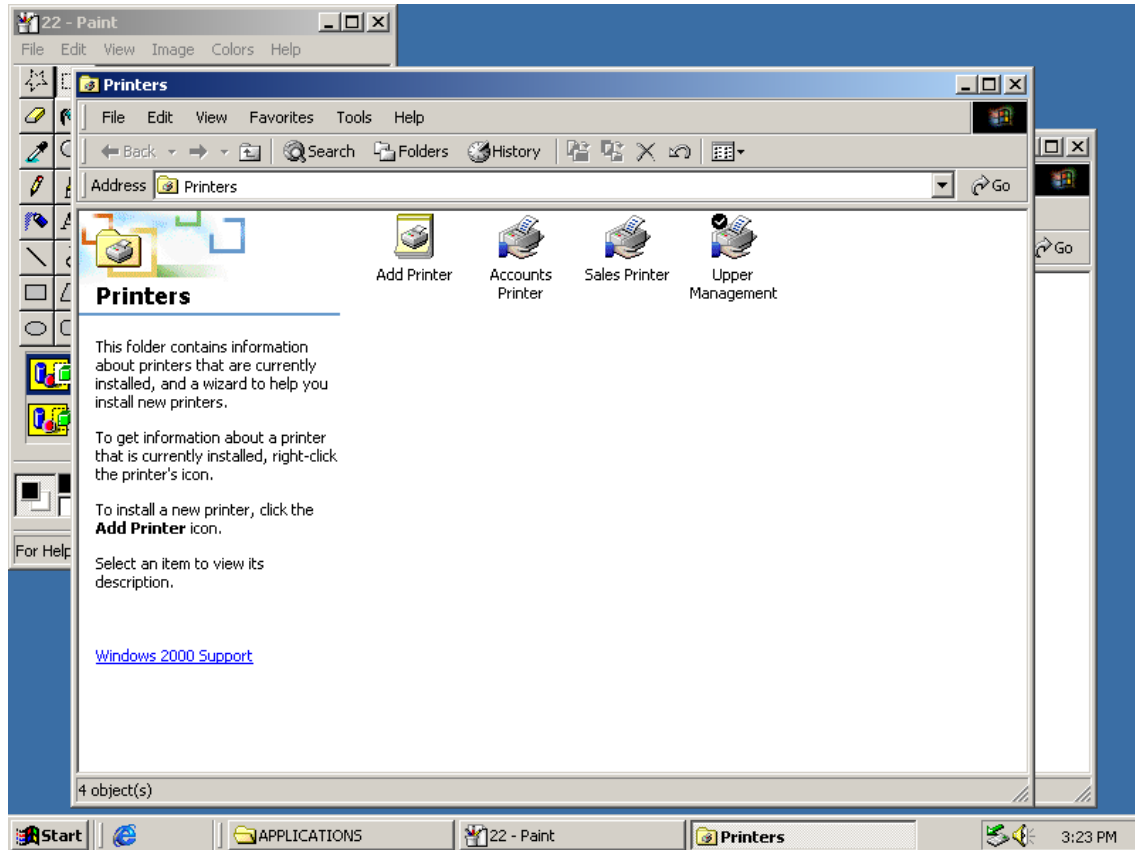 22 - Paint
File Edit View Image Colors Help
Printers
File Edit View Favorites Tools Help
Back Search Folders History
Address Printers Go
Go
Printers
This folder contains information
about printers that are currently
installed, and a wizard to help you
install new printers.
To get information about a printer
that is currently installed, right-click
the printer's icon.
To install a new printer, click the
Add Printer icon.
Select an item to view its
description.
Windows 2000 Support
Add Printer
Accounts
Printer
Sales Printer
Upper
Management
For Help
4 object(s)
Start APPLICATIONS 22 - Paint Printers 3:23 PM